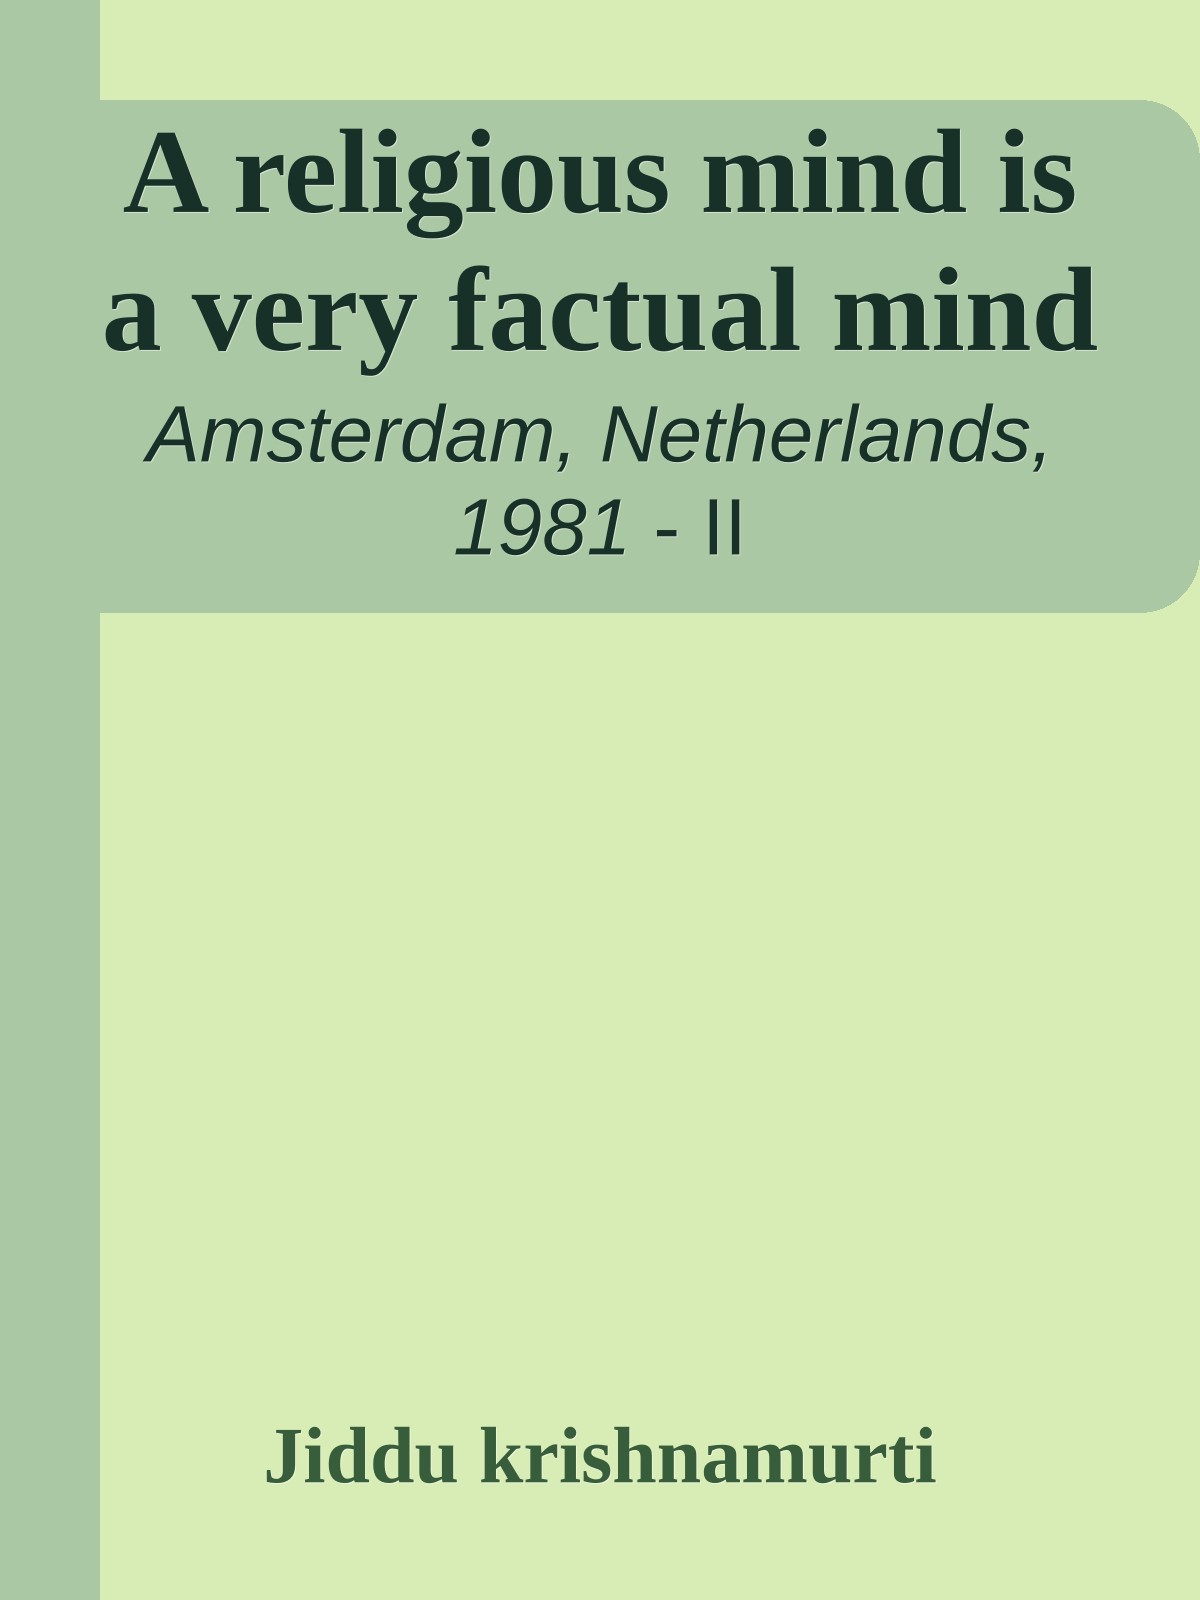 A religious mind is
a very factual mind
Amsterdam, Netherlands,
1981 - II
Jiddu krishnamurti